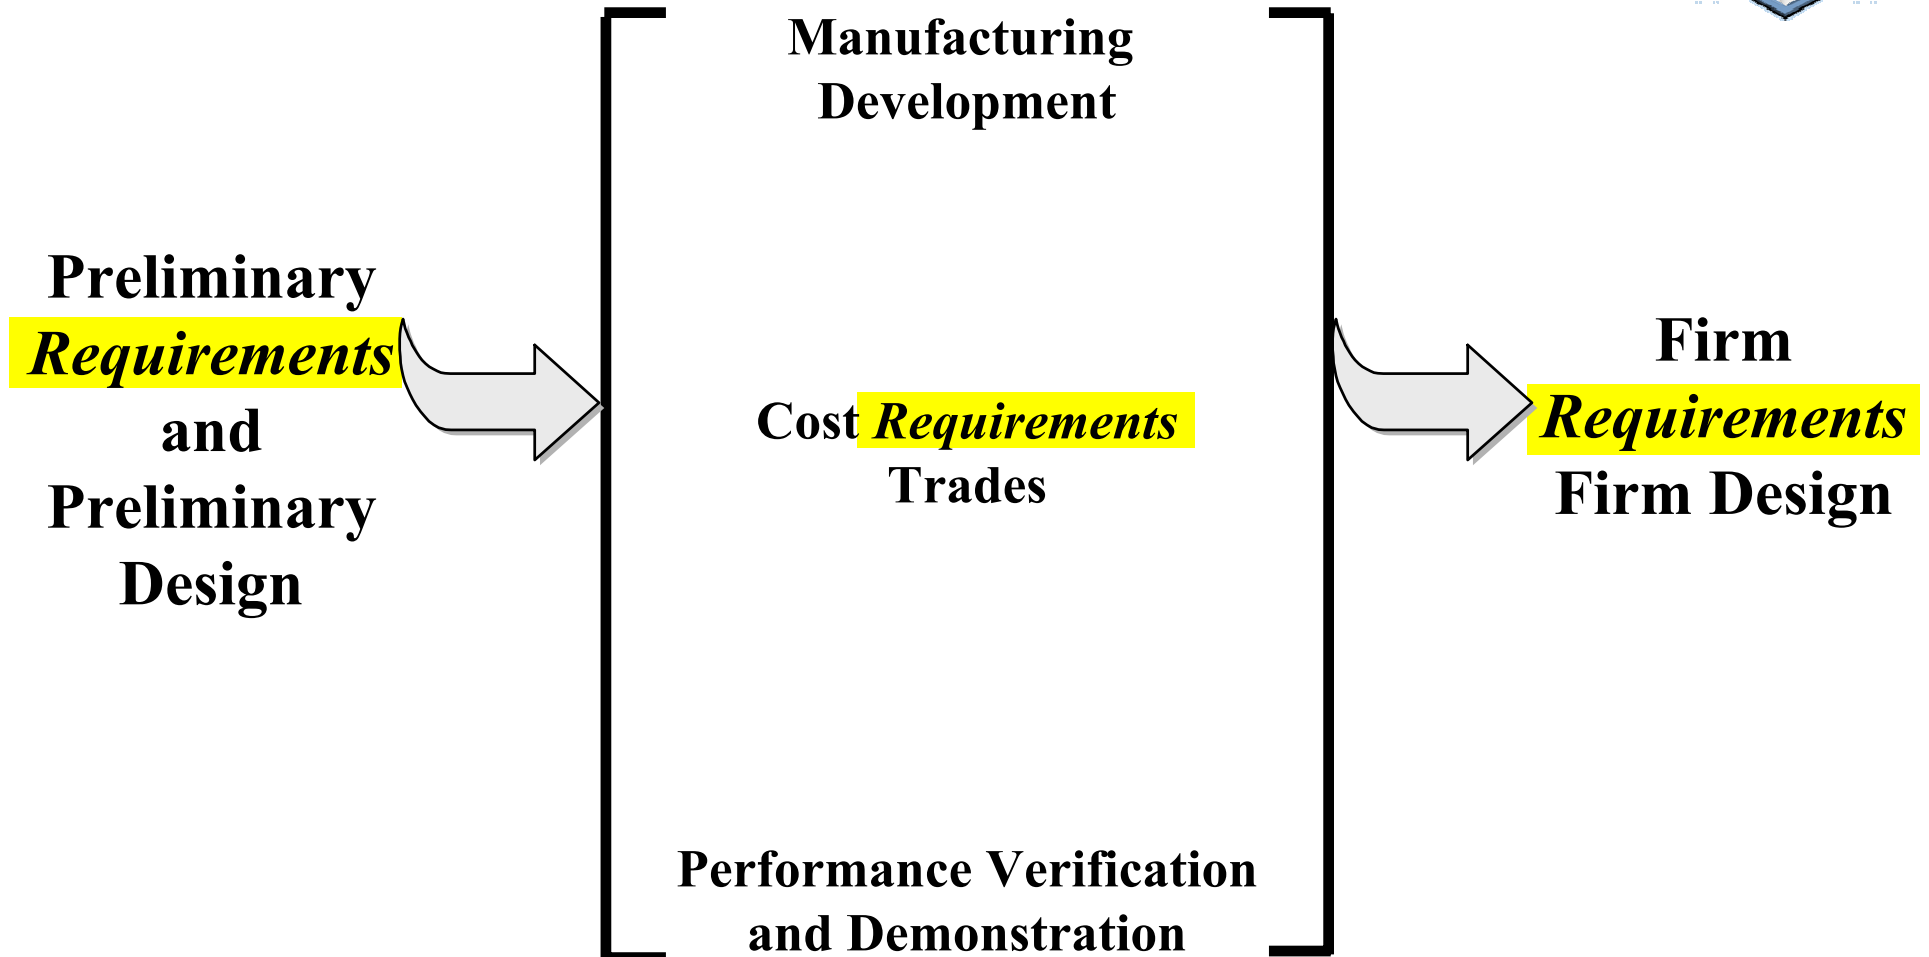 Preliminary
Requirements
and
Preliminary
Design
Manufacturing
Development
Cost Requirements
Trades
Performance Verification
and Demonstration
Firm
Requirements
Firm Design